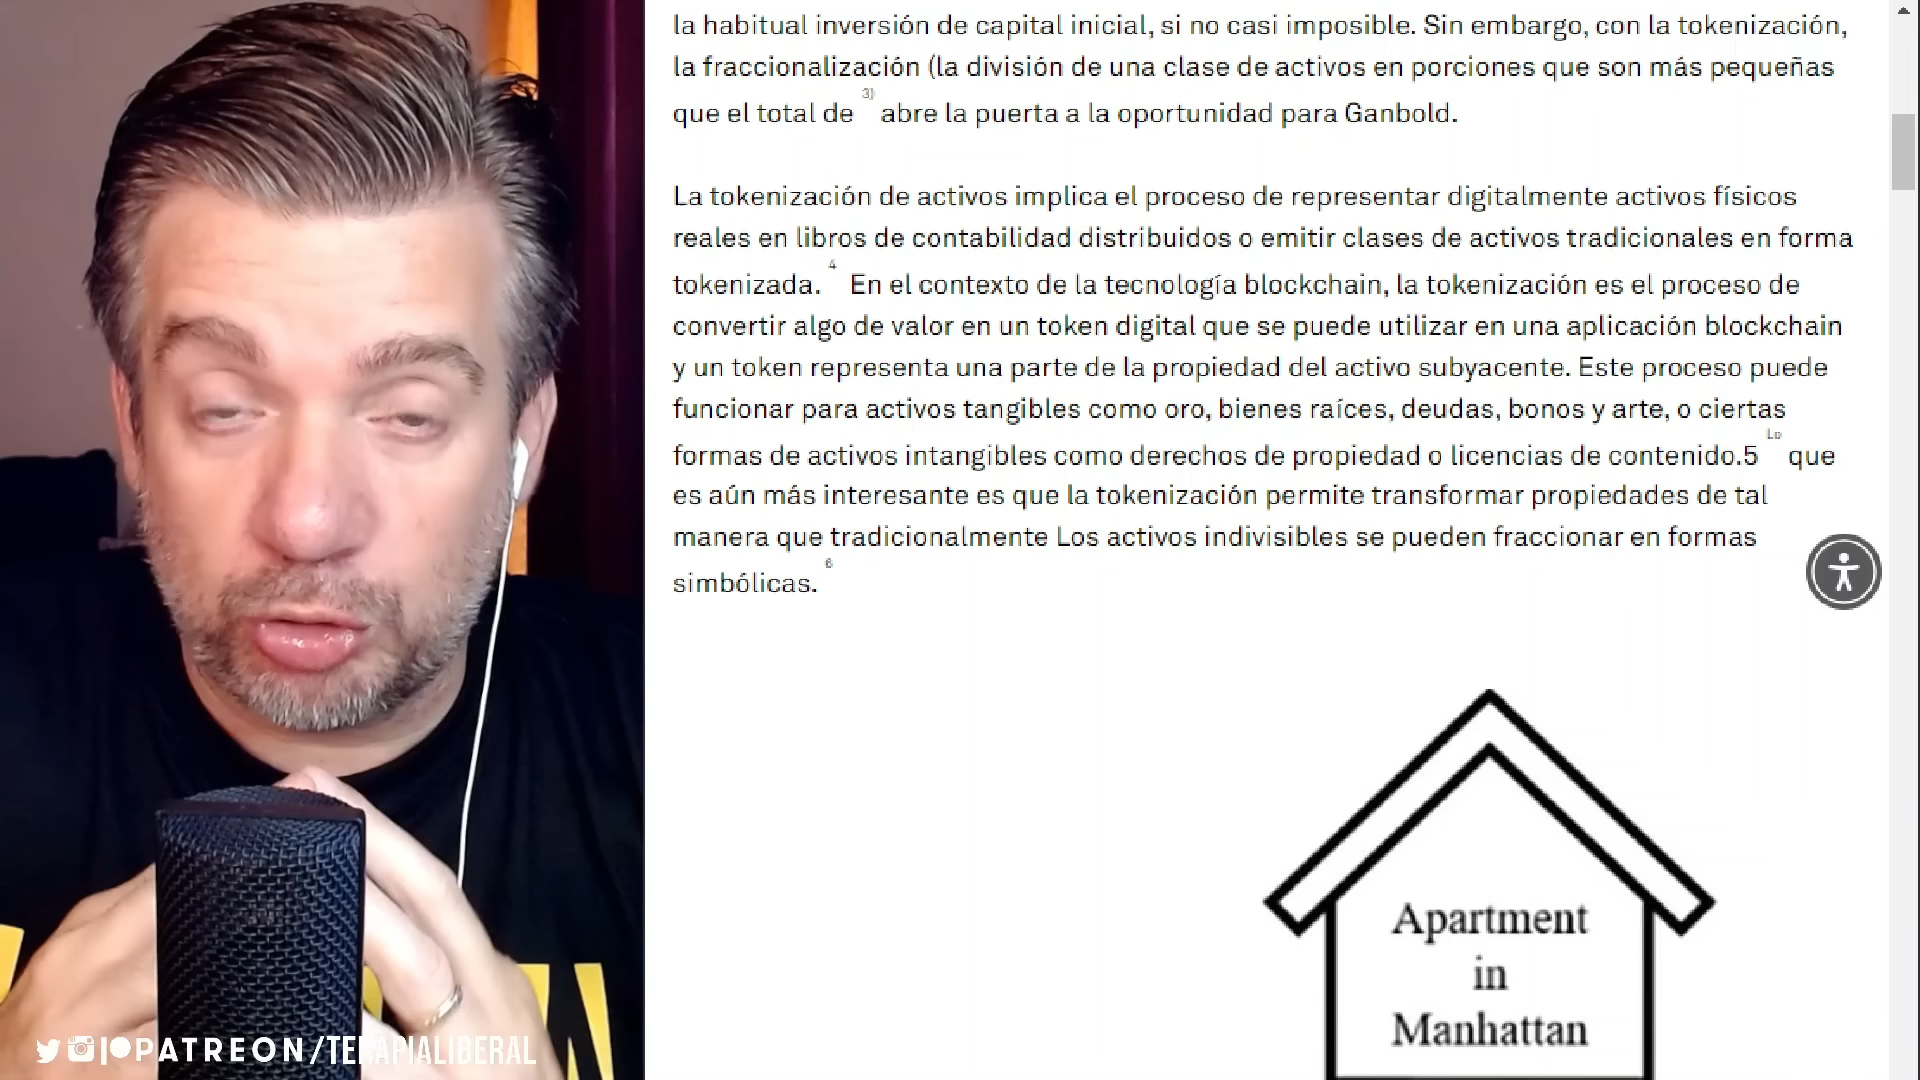 la habitual inversión de capital inicial, si no casi imposible. Sin embargo, con la tokenización,
la fraccionalización (la división de una clase de activos en porciones que son más pequeñas
que el total de 3) abre la puerta a la oportunidad para Ganbold.
La tokenización de activos implica el proceso de representar digitalmente activos físicos
reales en libros de contabilidad distribuidos o emitir clases de activos tradicionales en forma
tokenizada. 4 En el contexto de la tecnología blockchain, la tokenización es el proceso de
convertir algo de valor en un token digital que se puede utilizar en una aplicación blockchain
y un token representa una parte de la propiedad del activo subyacente. Este proceso puede
funcionar para activos tangibles como oro, bienes raíces, deudas, bonos y arte, o ciertas
formas de activos intangibles como derechos de propiedad o licencias de contenido.5 Lo que
es aún más interesante es que la tokenización permite transformar propiedades de tal
manera que tradicionalmente Los activos indivisibles se pueden fraccionar en formas
simbólicas. 6
Apartment
in
Manhattan
PATREON/TERAPIALIBERAL